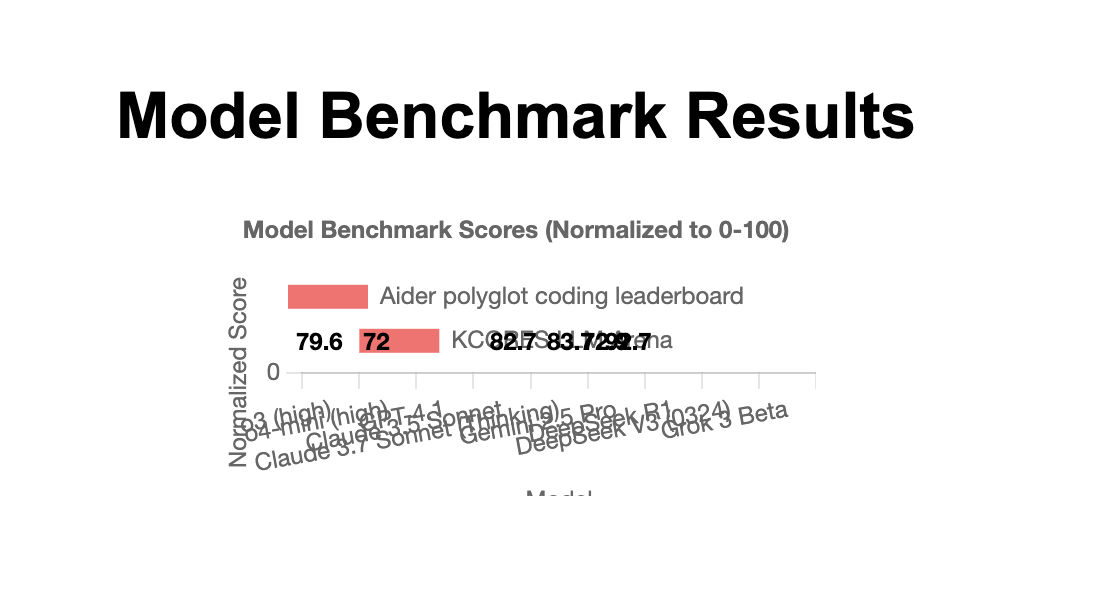 Model Benchmark Results
Model Benchmark Scores (Normalized to 0-100)
Normalized Score
Aider polyglot coding leaderboard
79.6 72 KCORES LLM Arena 82.7 83.7
0
o3 (high)
o4-mini (high)
GPT-4.1
Claude 3.5 Sonnet
Claude 3.7 Sonnet (Thinking)
Gemini 2.5 Pro
DeepSeek R1
DeepSeek V3 (0324)
Grok 3 Beta
Model